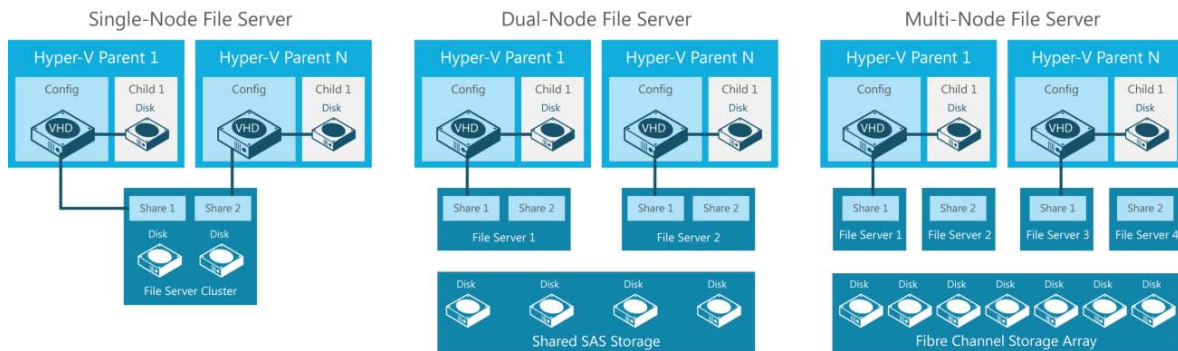 Single-Node File Server
Hyper-V Parent 1
Config
Child 1
Disk
VHD
Hyper-V Parent N
Config
Child 1
Disk
VHD
Share 1
Share 2
Disk
Disk
File Server Cluster
Dual-Node File Server
Hyper-V Parent 1
Config
Child 1
Disk
VHD
Hyper-V Parent N
Config
Child 1
Disk
VHD
Share 1
Share 2
File Server 1
Share 1
Share 2
File Server 2
Disk
Disk
Disk
Disk
Shared SAS Storage
Multi-Node File Server
Hyper-V Parent 1
Config
Child 1
Disk
VHD
Hyper-V Parent N
Config
Child 1
Disk
VHD
Share 1
File Server 1
Share 2
File Server 2
Share 1
File Server 3
Share 2
File Server 4
Disk
Disk
Disk
Disk
Disk
Disk
Disk
Fibre Channel Storage Array